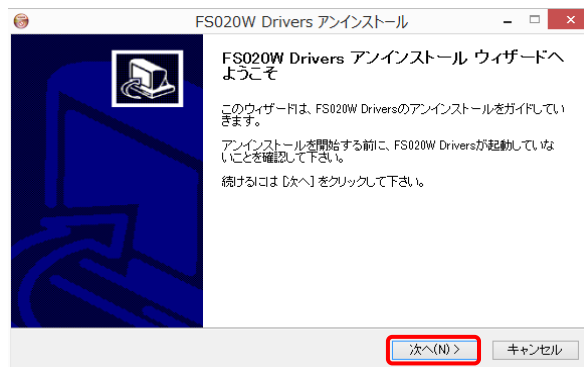 FS020W Drivers アンインストール
FS020W Drivers アンインストール ウィザードへ
ようこそ
このウィザードは、FS020W Driversのアンインストールをガイドしてい
きます。
アンインストールを開始する前に、FS020W Driversが起動していな
いことを確認して下さい。
続けるには [次へ] をクリックして下さい。
次へ(N) >
キャンセル